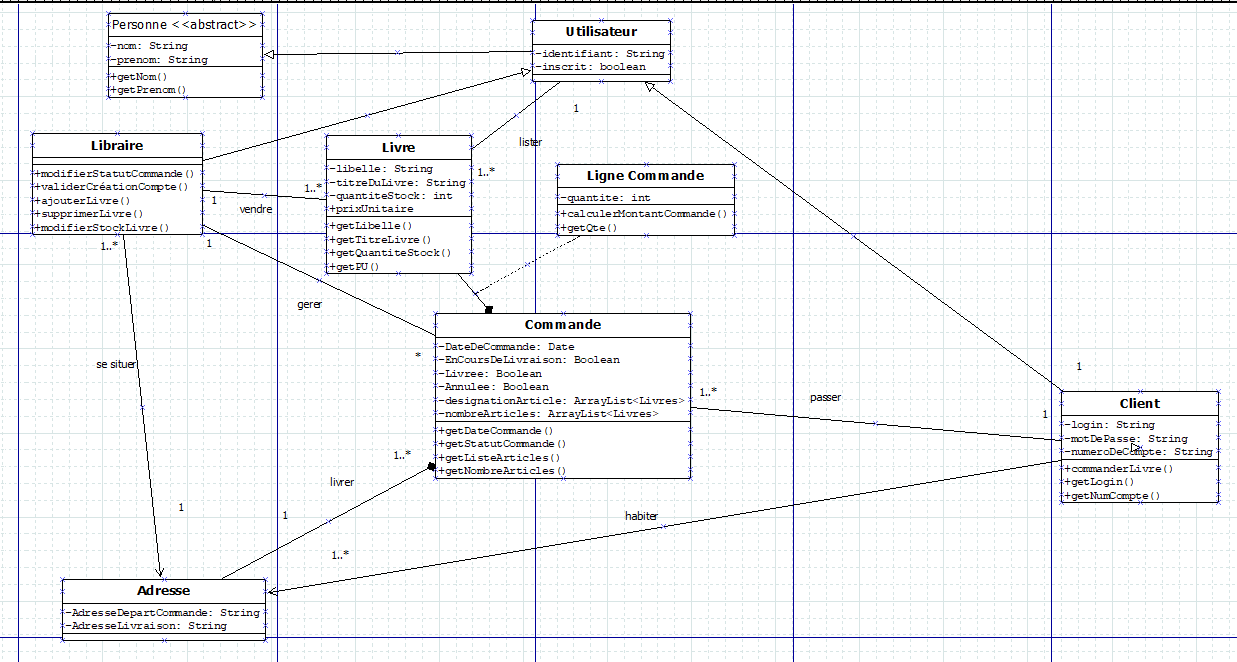 Personne <<abstract>>
-nom: String
-prenom: String
+getNom()
+getPrenom()
Utilisateur
-identifiant: String
-inscrit: boolean
1
lister
1..*
Libraire
+modifierStatutCommande()
+validerCréationCompte()
+ajouterLivre()
+supprimerLivre()
+modifierStockLivre()
1
vendre
1..*
Livre
-libelle: String
-titreDuLivre: String
-quantiteStock: int
+prixUnitaire
+getLibelle()
+getTitreLivre()
+getQuantiteStock()
+getPU()
Ligne Commande
-quantite: int
+calculerMontantCommande()
+getQte()
1..*
1
gerer
*
se situer
1
Commande
-DateDeCommande: Date
-EnCoursDeLivraison: Boolean
-Livree: Boolean
-Annulee: Boolean
-designationArticle: ArrayList<Livres>
-nombreArticles: ArrayList<Livres>
+getDateCommande()
+getStatutCommande()
+getListeArticles()
+getNombreArticles()
1..*
passer
1
1
Client
-login: String
-motDePasse: String
-numeroDeCompte: String
+commanderLivre()
+getLogin()
+getNumCompte()
1..*
livrer
1
habiter
1..*
Adresse
-AdresseDepartCommande: String
-AdresseLivraison: String